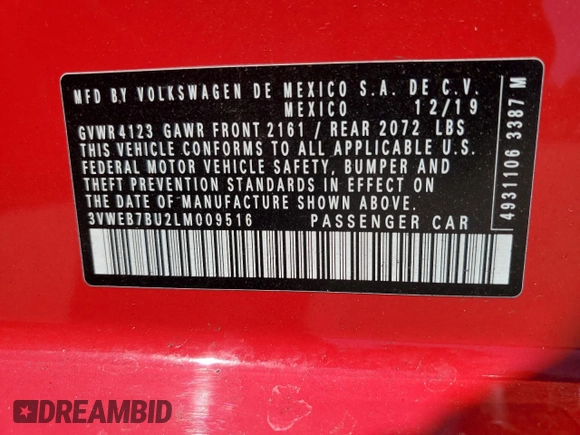 MFD BY VOLKSWAGEN DE MEXICO S.A. DE C.V.
MEXICO 12/19
GVWR 4123 GAWR FRONT 2161 / REAR 2072 LBS
THIS VEHICLE CONFORMS TO ALL APPLICABLE U.S.
FEDERAL MOTOR VEHICLE SAFETY, BUMPER AND
THEFT PREVENTION STANDARDS IN EFFECT ON
THE DATE OF MANUFACTURE SHOWN ABOVE.
3VWEB7BU2LM009516 PASSENGER CAR
4931106 3387 M
DREAMBID